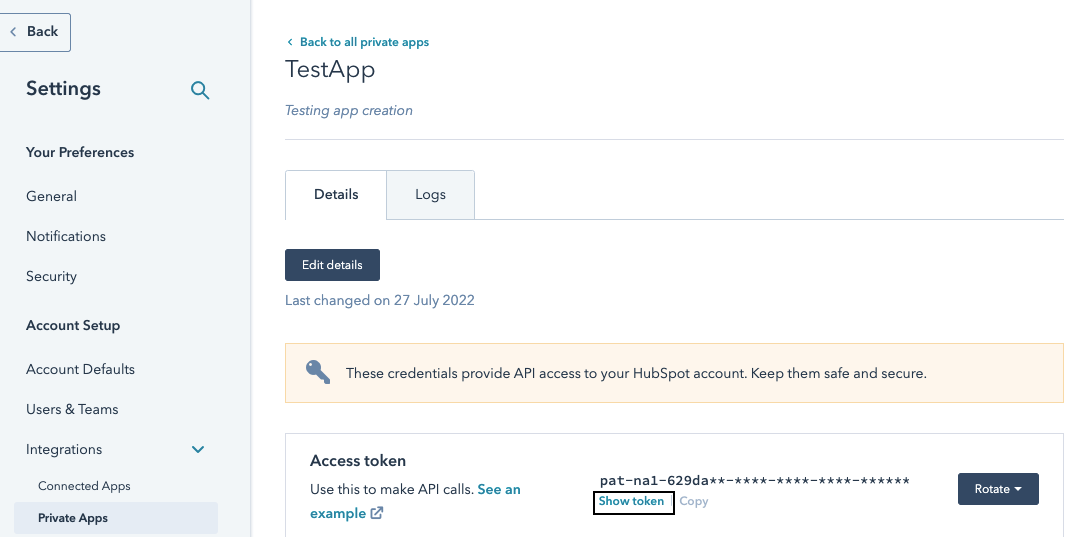 Back
Settings
Your Preferences
General
Notifications
Security
Account Setup
Account Defaults
Users & Teams
Integrations
Connected Apps
Private Apps
Back to all private apps
TestApp
Testing app creation
Details
Logs
Edit details
Last changed on 27 July 2022
These credentials provide API access to your HubSpot account. Keep them safe and secure.
Access token
Use this to make API calls. See an
example
pat-na1-629da**-****-****-****-******
Show token
Copy
Rotate